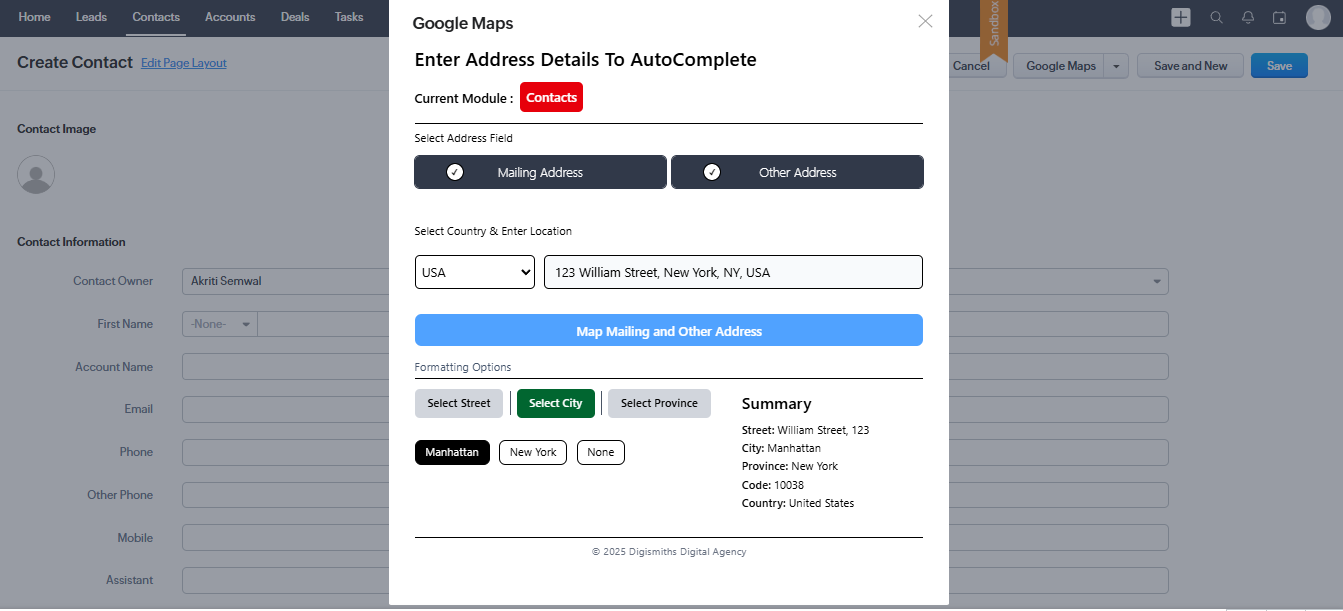 Home Leads Contacts Accounts Deals Tasks
Sandbox
Create Contact Edit Page Layout
Cancel Google Maps Save and New Save
Contact Image
Contact Information
Contact Owner Akriti Semwal
First Name -None-
Account Name
Email
Phone
Other Phone
Mobile
Assistant
Google Maps
Enter Address Details To AutoComplete
Current Module : Contacts
Select Address Field
Mailing Address Other Address
Select Country & Enter Location
USA 123 William Street, New York, NY, USA
Map Mailing and Other Address
Formatting Options
Select Street Select City Select Province
Manhattan New York None
Summary
Street: William Street, 123
City: Manhattan
Province: New York
Code: 10038
Country: United States
© 2025 Digismiths Digital Agency